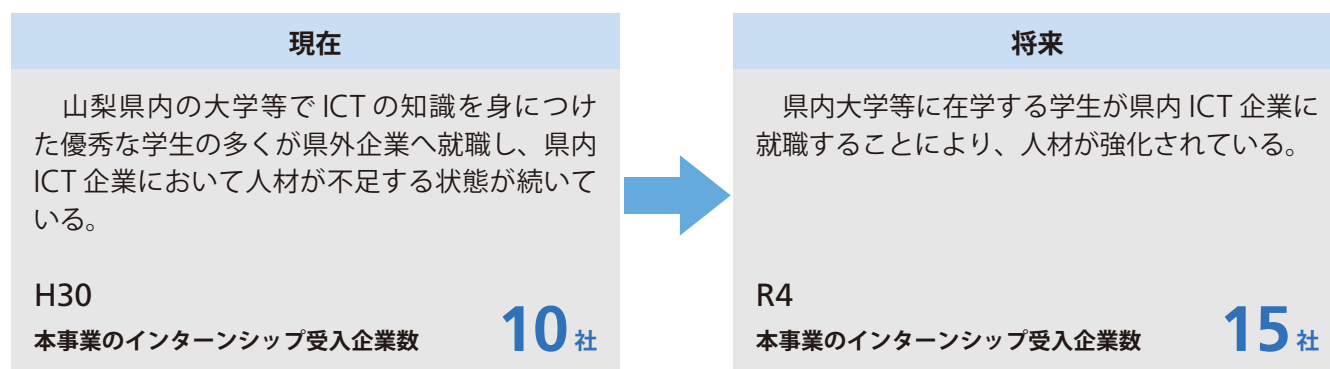 現在
山梨県内の大学等で ICT の知識を身につけ
た優秀な学生の多くが県外企業へ就職し、県内
ICT 企業において人材が不足する状態が続いて
いる。
H30
本事業のインターンシップ受入企業数 10 社
将来
県内大学等に在学する学生が県内 ICT 企業に
就職することにより、人材が強化されている。
R4
本事業のインターンシップ受入企業数 15 社